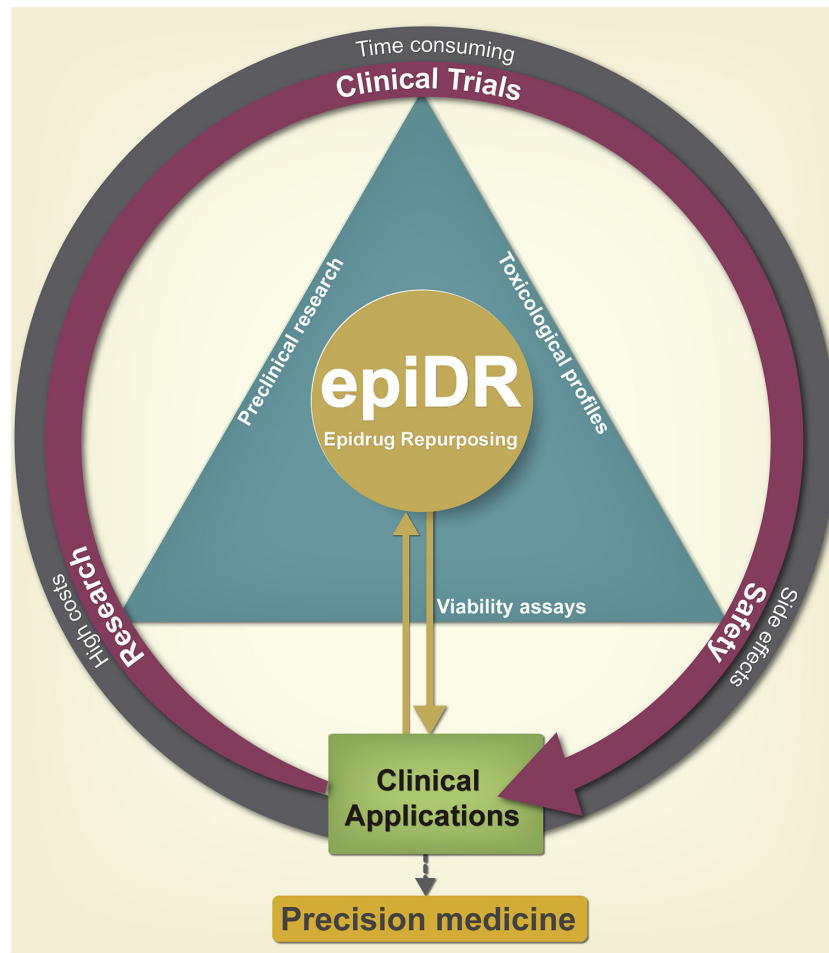 Time consuming
Clinical Trials
Preclinical research
Toxicological profiles
epiDR
Epidrug Repurposing
Research
High costs
Viability assays
Safety
Side effects
Clinical
Applications
Precision medicine